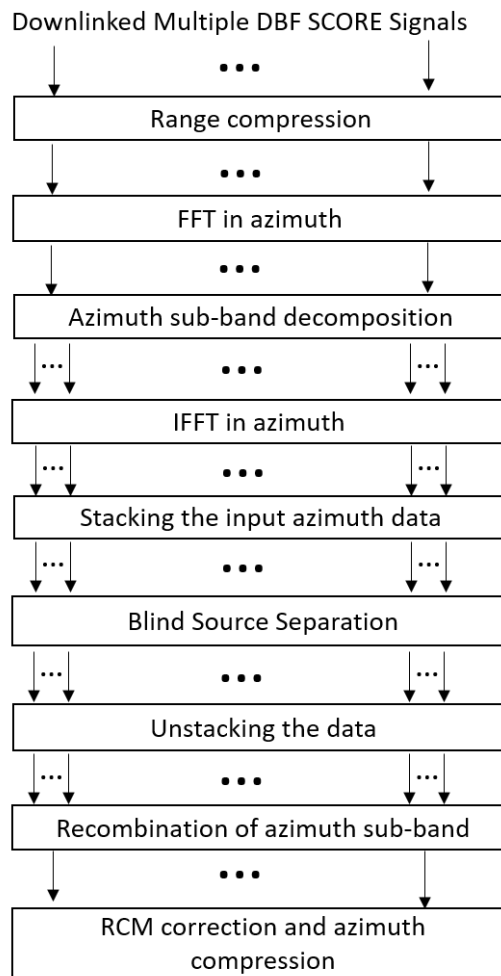 Downlinked Multiple DBF SCORE Signals
Range compression
FFT in azimuth
Azimuth sub-band decomposition
IFFT in azimuth
Stacking the input azimuth data
Blind Source Separation
Unstacking the data
Recombination of azimuth sub-band
RCM correction and azimuth
compression